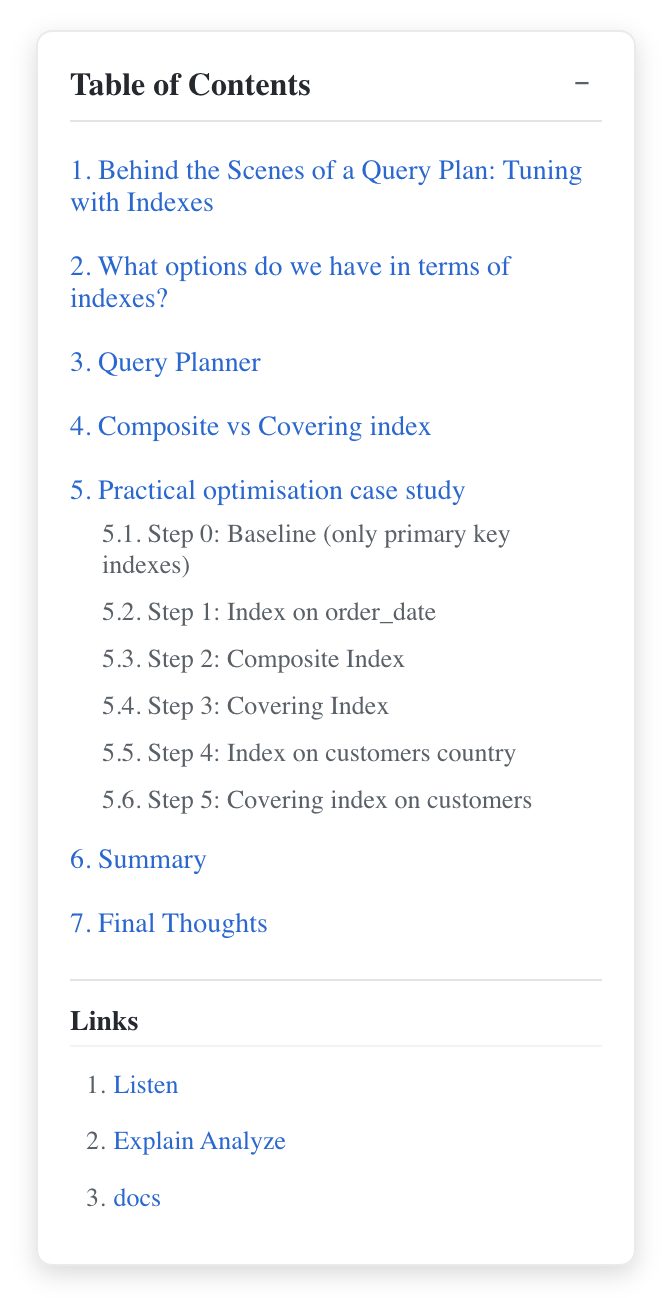 Table of Contents −
1. Behind the Scenes of a Query Plan: Tuning
with Indexes
2. What options do we have in terms of
indexes?
3. Query Planner
4. Composite vs Covering index
5. Practical optimisation case study
5.1. Step 0: Baseline (only primary key
indexes)
5.2. Step 1: Index on order_date
5.3. Step 2: Composite Index
5.4. Step 3: Covering Index
5.5. Step 4: Index on customers country
5.6. Step 5: Covering index on customers
6. Summary
7. Final Thoughts
Links
1. Listen
2. Explain Analyze
3. docs